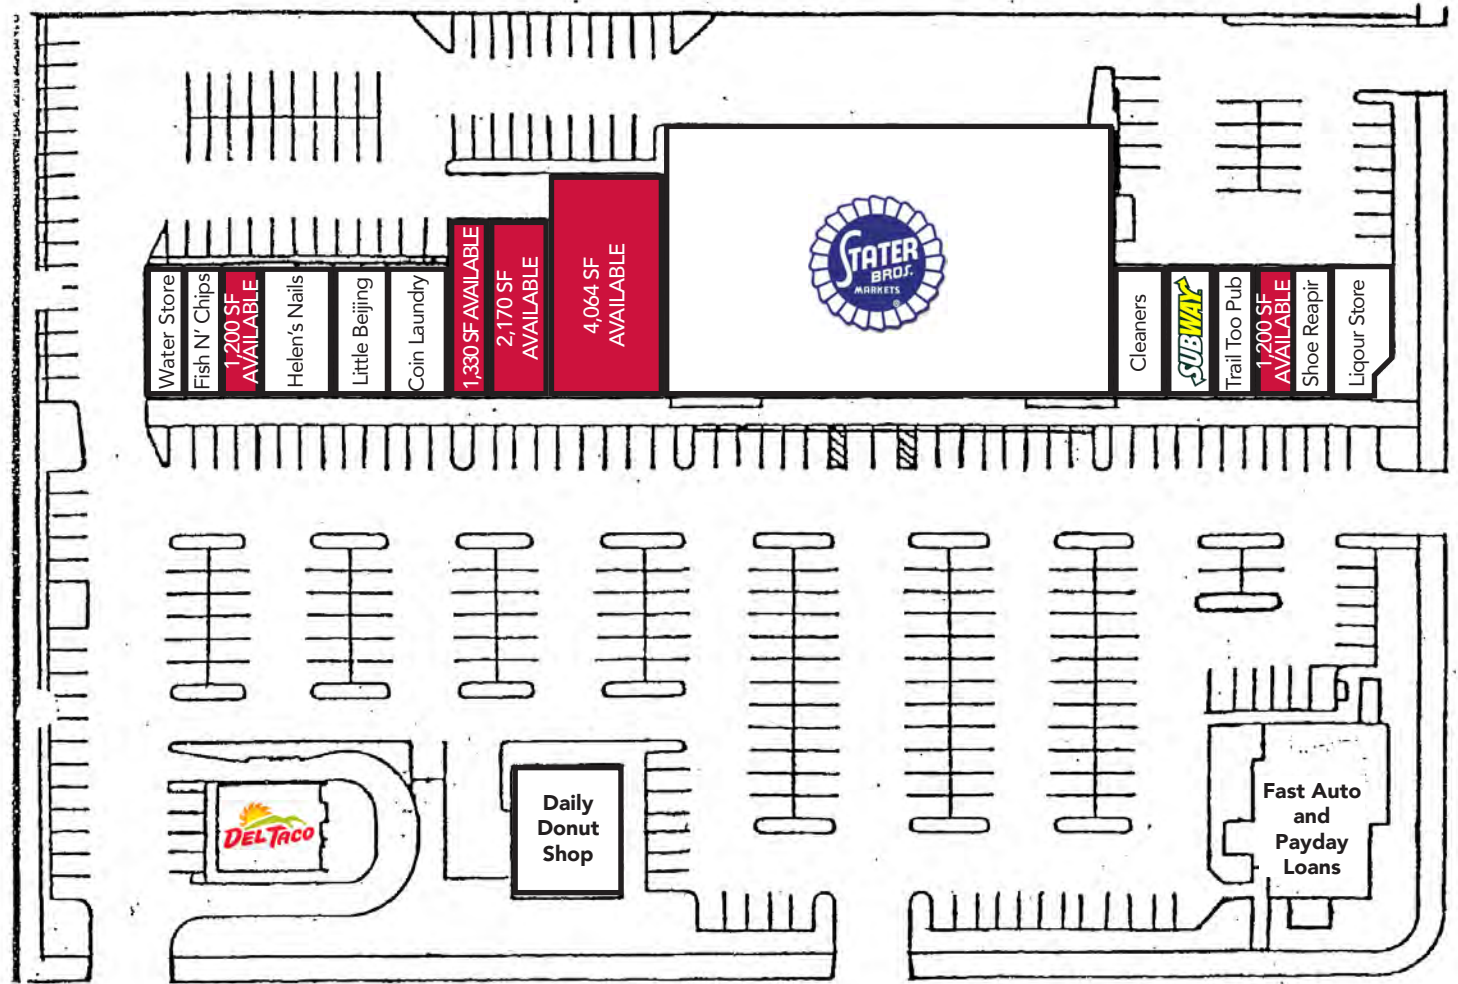 Water Store
Fish N' Chips
1,200 SF
AVAILABLE
Helen's Nails
Little Beijing
Coin Laundry
1,330 SF AVAILABLE
2,170 SF
AVAILABLE
4,064 SF
AVAILABLE
STATER
BROS.
MARKETS
®
Cleaners
SUBWAY
Trail Too Pub
1,200 SF
AVAILABLE
Shoe Reapir
Liqour Store
DEL TACO
Daily
Donut
Shop
Fast Auto
and
Payday
Loans